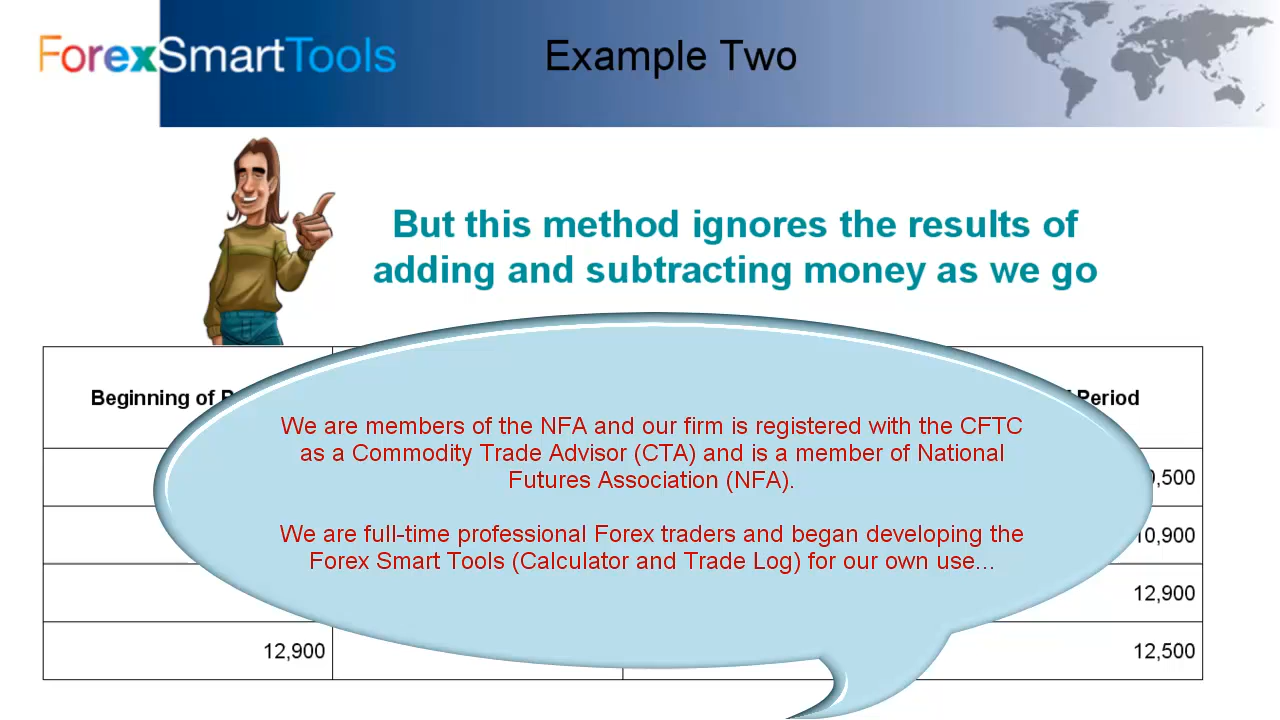 ForexSmartTools
Example Two
But this method ignores the results of
adding and subtracting money as we go
Beginning of
Period
We are members of the NFA and our firm is registered with the CFTC
as a Commodity Trade Advisor (CTA) and is a member of National
Futures Association (NFA).
We are full-time professional Forex traders and began developing the
Forex Smart Tools (Calculator and Trade Log) for our own use...
10,900
12,900
12,900
12,500